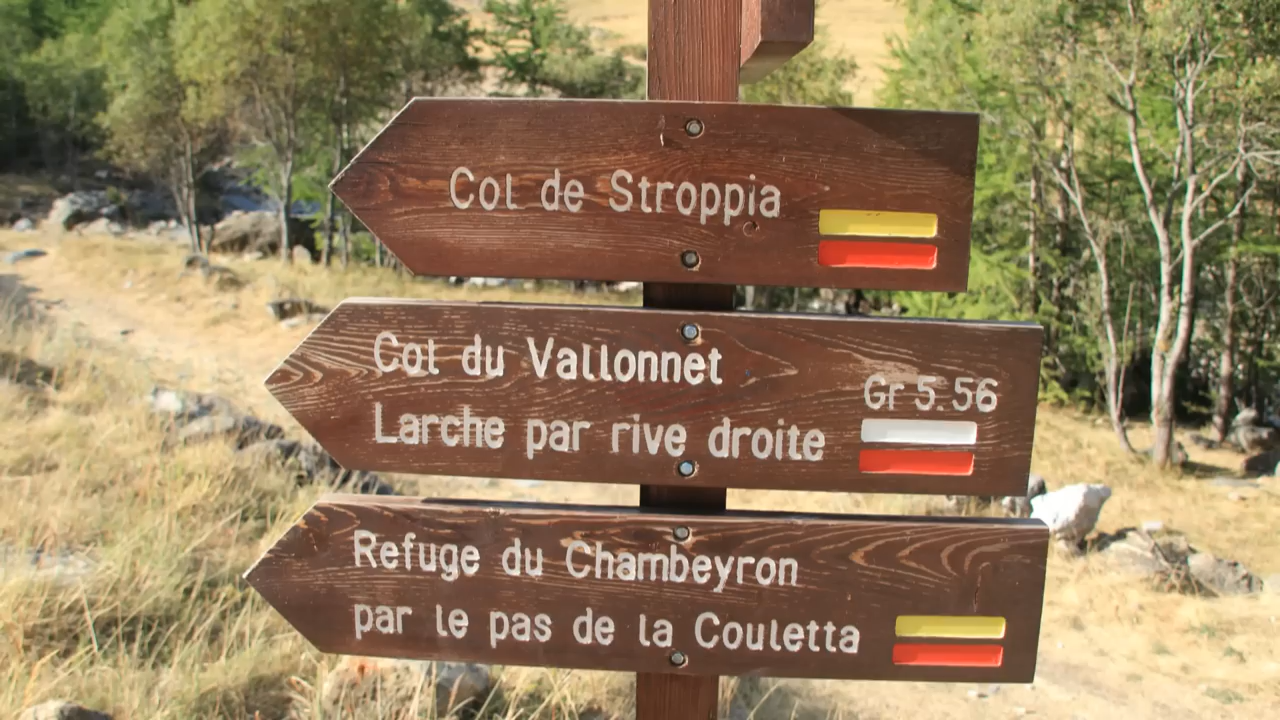 Col de Stroppia
Col du Vallonnet
Gr 5.56
Larche par rive droite
Refuge du Chambeyron
par le pas de la Couletta